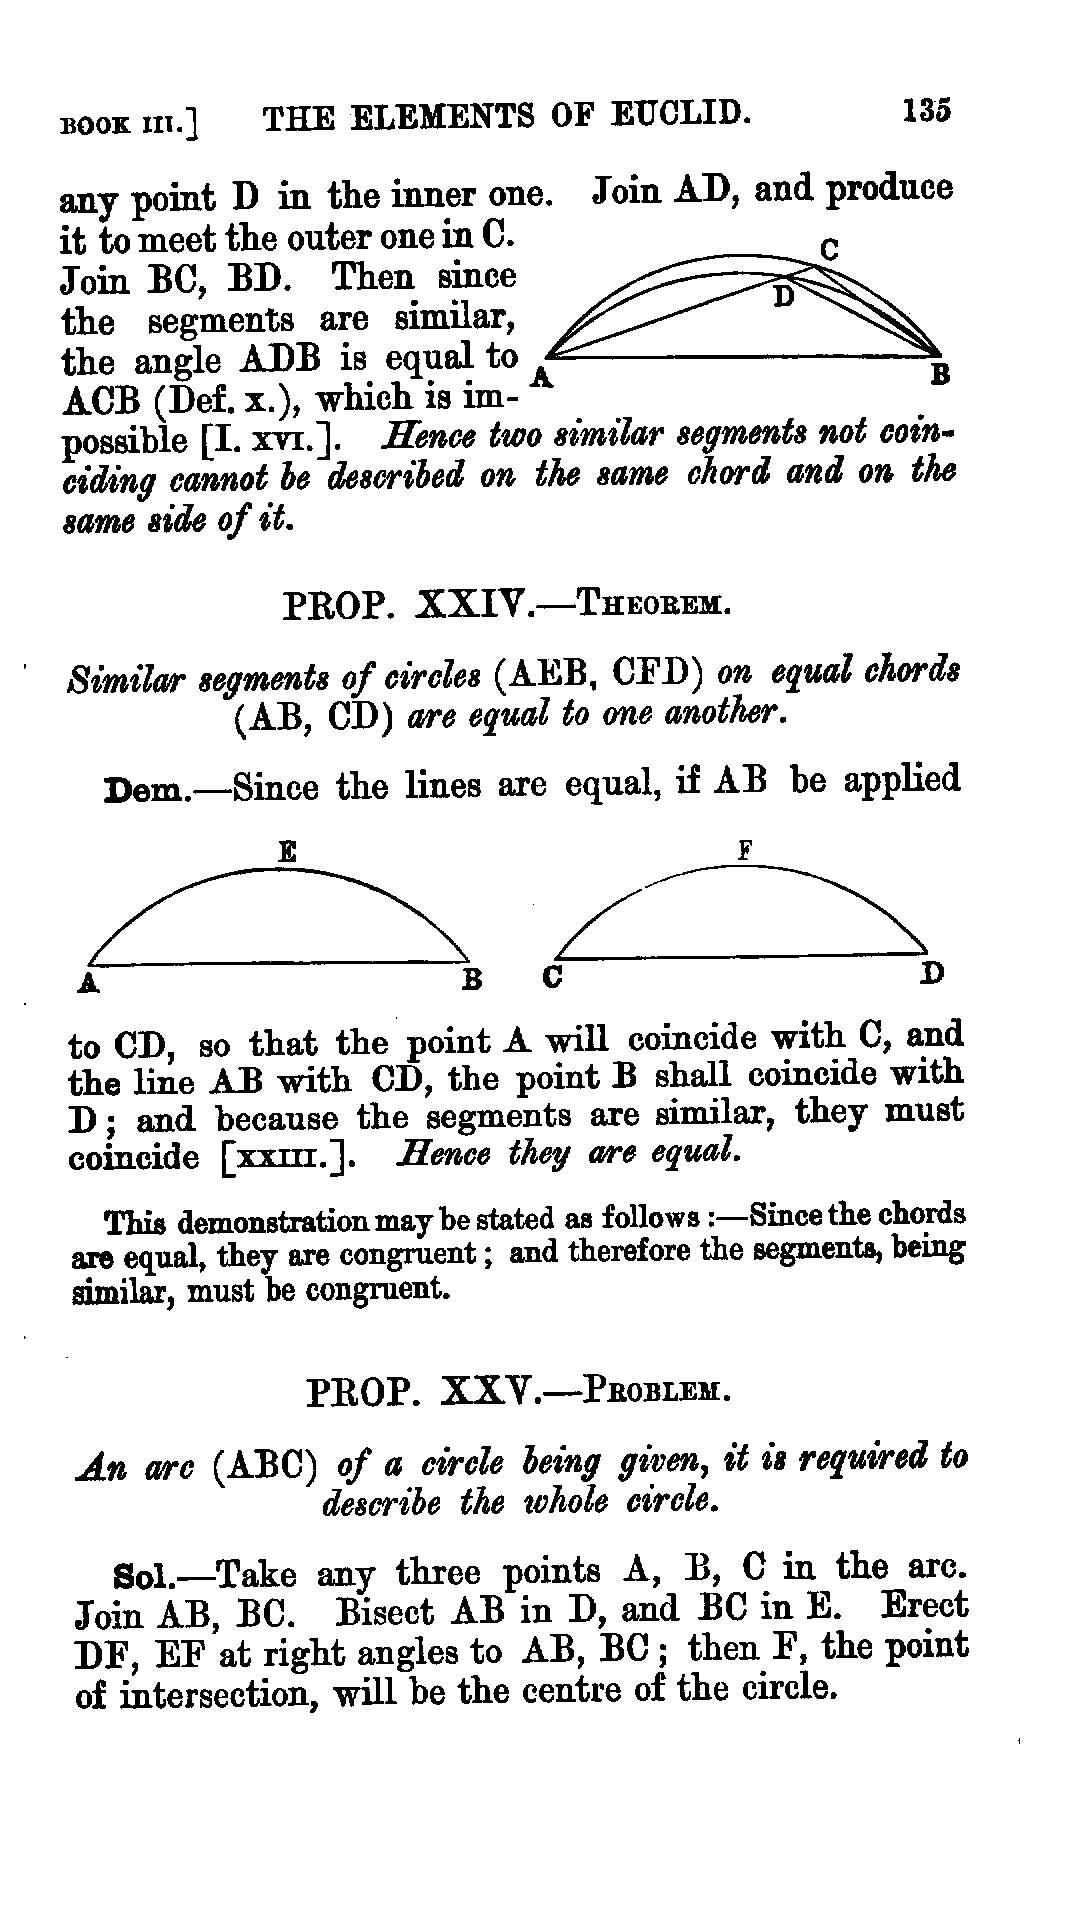 BOOK III.] THE ELEMENTS OF EUCLID. 135
any point D in the inner one. Join AD, and produce
it to meet the outer one in C.
Join BC, BD. Then since
the segments are similar,
the angle ADB is equal to
ACB (Def. X.), which is im-
possible [I. XVI.]. Hence two similar segments not coin-
ciding cannot be described on the same chord and on the
same side of it.
C
D
A
B
PROP. XXIV.—THEOREM.
Similar segments of circles (AEB, CFD) on equal chords
(AB, CD) are equal to one another.
Dem.—Since the lines are equal, if AB be applied
E
F
A
B
C
D
to CD, so that the point A will coincide with C, and
the line AB with CD, the point B shall coincide with
D; and because the segments are similar, they must
coincide [XXIII.]. Hence they are equal.
This demonstration may be stated as follows:—Since the chords
are equal, they are congruent; and therefore the segments, being
similar, must be congruent.
PROP. XXV.—PROBLEM.
An arc (ABC) of a circle being given, it is required to
describe the whole circle.
Sol.—Take any three points A, B, C in the arc.
Join AB, BC. Bisect AB in D, and BC in E. Erect
DF, EF at right angles to AB, BC; then F, the point
of intersection, will be the centre of the circle.